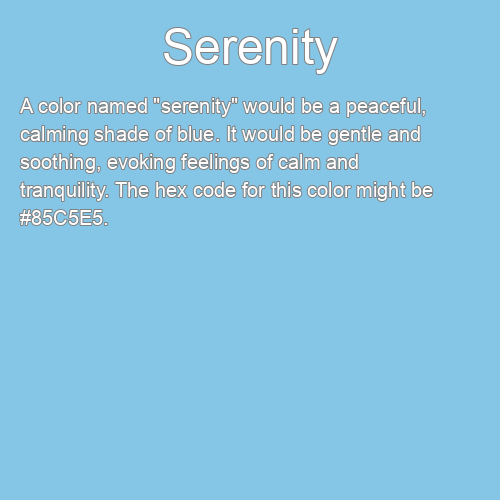 Serenity
A color named "serenity" would be a peaceful,
calming shade of blue. It would be gentle and
soothing, evoking feelings of calm and
tranquility. The hex code for this color might be
#85C5E5.